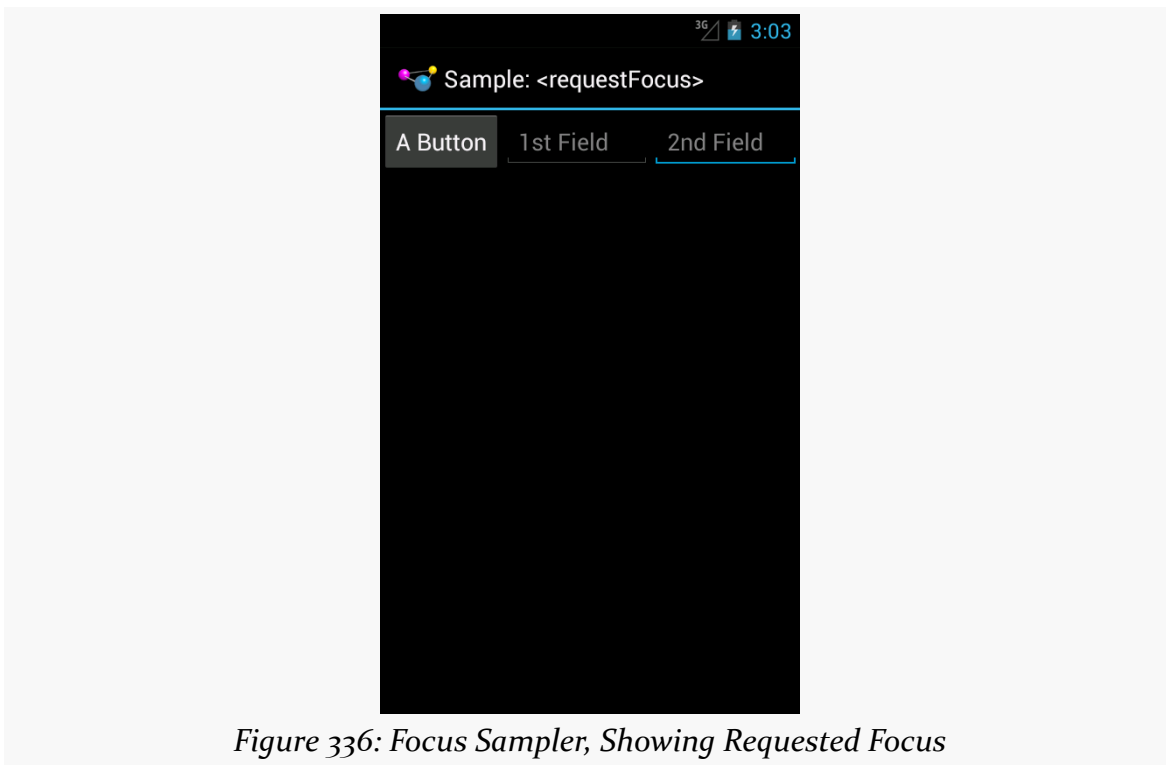 3G 3:03
Sample: <requestFocus>
A Button 1st Field 2nd Field
Figure 336: Focus Sampler, Showing Requested Focus